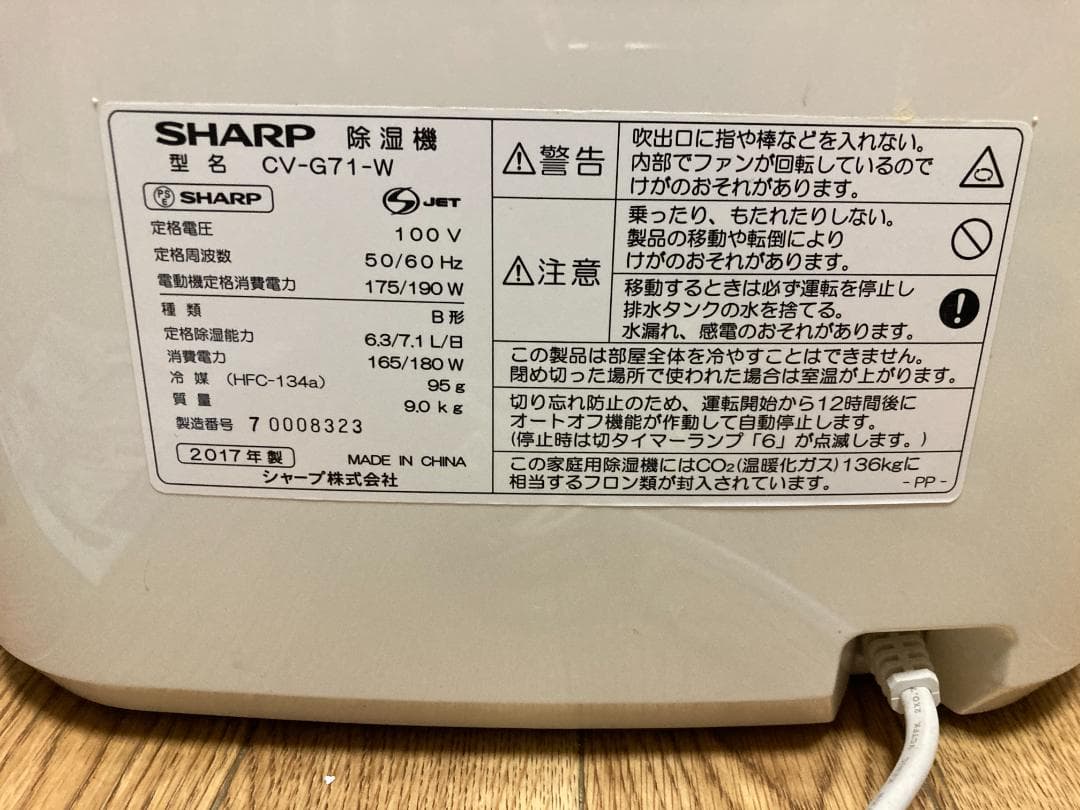 SHARP 除湿機
型名 CV-G71-W
PSE SHARP
S JET
定格電圧 100 V
定格周波数 50/60 Hz
電動機定格消費電力 175/190 W
種類 B形
定格除湿能力 6.3/7.1 L/日
消費電力 165/180 W
冷媒 (HFC-134a) 95 g
質量 9.0 kg
製造番号 7 0008323
2017年製 MADE IN CHINA
シャープ株式会社
警告
吹出口に指や棒などを入れない。
内部でファンが回転しているので
けがのおそれがあります。
注意
乗ったり、もたれたりしない。
製品の移動や転倒により
けがのおそれがあります。
移動するときは必ず運転を停止し
排水タンクの水を捨てる。
水漏れ、感電のおそれがあります。
この製品は部屋全体を冷やすことはできません。
閉め切った場所で使われた場合は室温が上がります。
切り忘れ防止のため、運転開始から12時間後に
オートオフ機能が作動して自動停止します。
(停止時は切タイマーランプ「6」が点滅します。)
この家庭用除湿機にはCO₂(温暖化ガス)136kgに
相当するフロン類が封入されています。
- PP -